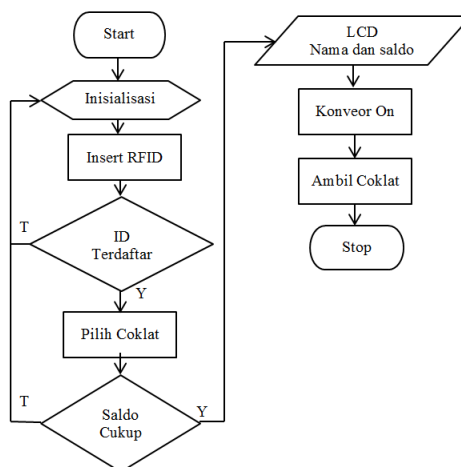 Start
Inisialisasi
Insert RFID
T
ID
Terdaftar
Y
Pilih Coklat
T
Saldo
Cukup
Y
LCD
Nama dan saldo
Konveor On
Ambil Coklat
Stop